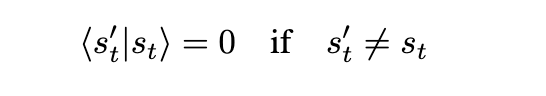 ⟨s′ₜ|sₜ⟩ = 0 if s′ₜ ≠ sₜ